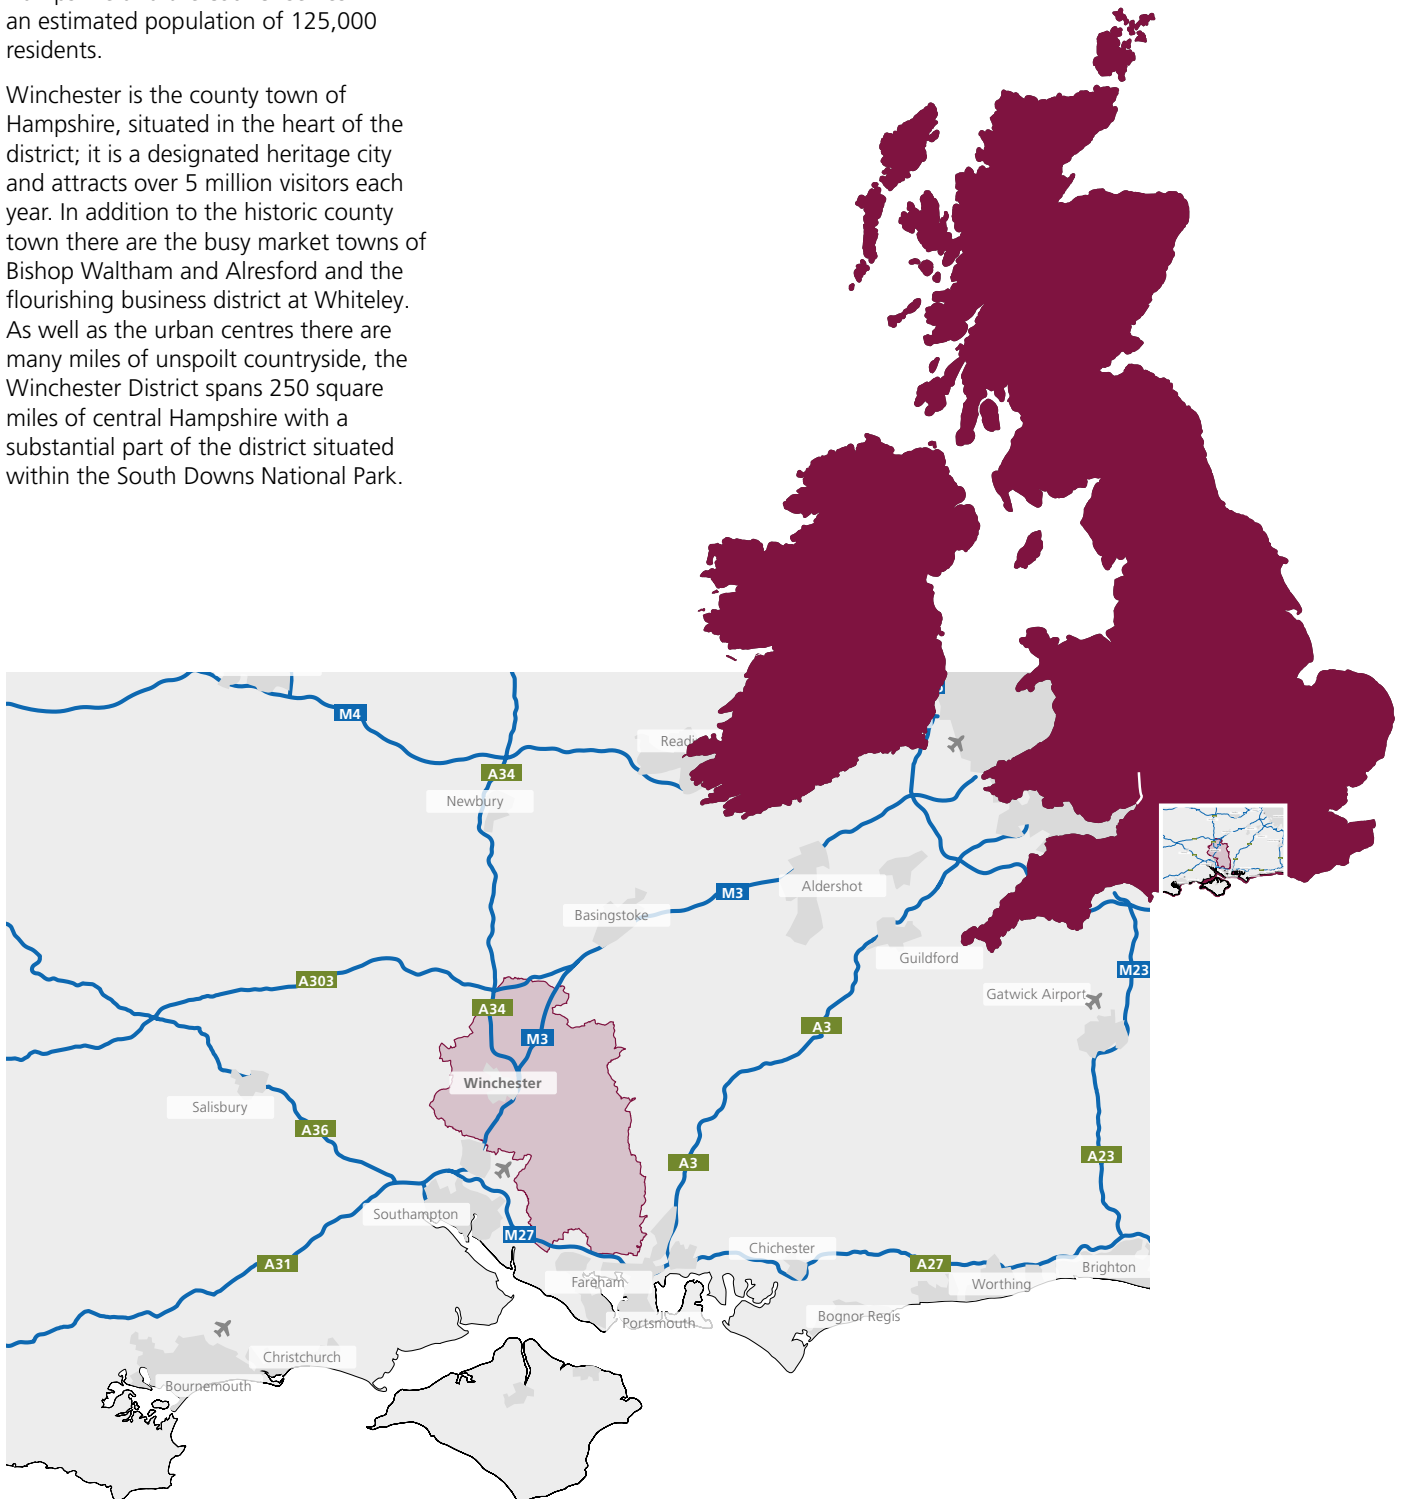 an estimated population of 125,000
residents.
Winchester is the county town of
Hampshire, situated in the heart of the
district; it is a designated heritage city
and attracts over 5 million visitors each
year. In addition to the historic county
town there are the busy market towns of
Bishop Waltham and Alresford and the
flourishing business district at Whiteley.
As well as the urban centres there are
many miles of unspoilt countryside, the
Winchester District spans 250 square
miles of central Hampshire with a
substantial part of the district situated
within the South Downs National Park.
M4
Readi
A34
Newbury
Aldershot
M3
Basingstoke
Guildford
M23
A303
Gatwick Airport
A34
A3
M3
Winchester
Salisbury
A36
A23
A3
Southampton
M27
Chichester
A31
A27
Brighton
Fareham
Worthing
Bognor Regis
Portsmouth
Christchurch
Bournemouth